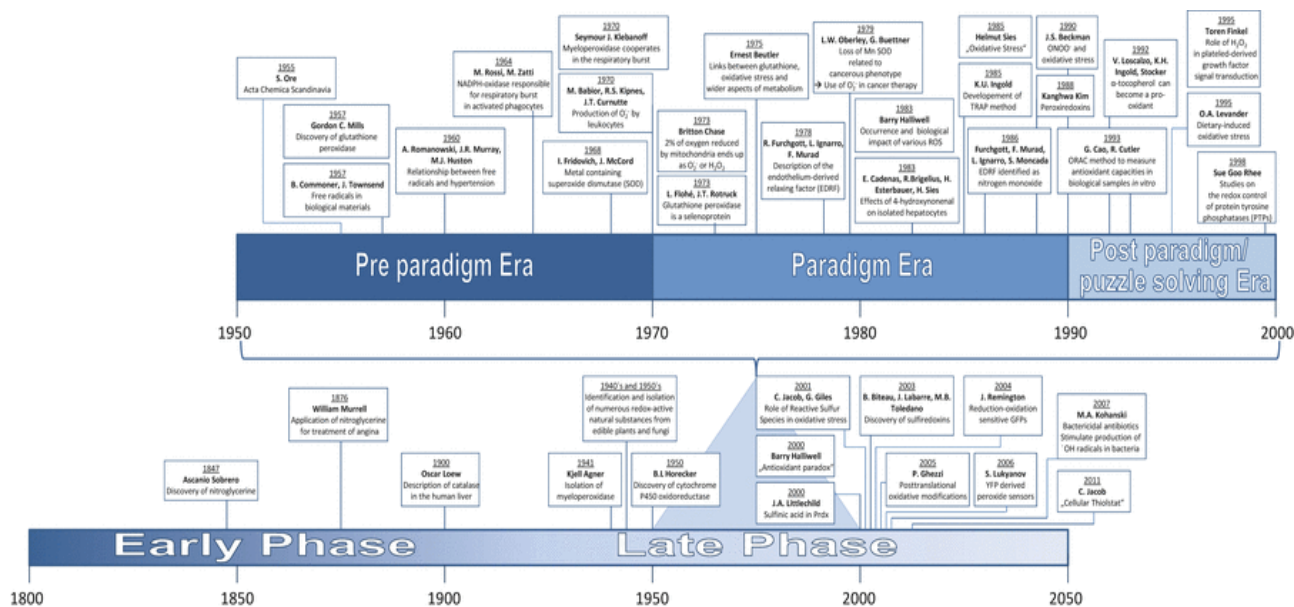 1955
S. Ore
Acta Chemica Scandinavia
1957
Gordon C. Mills
Discovery of glutathione
peroxidase
1957
B. Commoner, J. Townsend
Free radicals in
biological materials
1960
A. Romanowski, J.R. Murray,
M.J. Huston
Relationship between free
radicals and hypertension
1964
M. Rossi, M. Zatti
NADPH-oxidase responsible
for respiratory burst
in activated phagocytes
1970
Seymour J. Klebanoff
Myeloperoxidase cooperates
in the respiratory burst
1970
M. Babior, R.S. Kipnes,
J.T. Curnutte
Production of O₂⁻ by
leukocytes
1968
I. Fridovich, J. McCord
Metal containing
superoxide dismutase (SOD)
1973
Britton Chase
2% of oxygen reduced
by mitochondria ends up
as O₂⁻ or H₂O₂
1973
L. Flohé, J.T. Rotruck
Glutathione peroxidase
is a selenoprotein
1975
Ernest Beutler
Links between glutathione,
oxidative stress and
wider aspects of metabolism
1978
R. Furchgott, L. Ignarro,
F. Murad
Description of the
endothelium-derived
relaxing factor (EDRF)
1979
L.W. Oberley, G. Buettner
Loss of Mn SOD
related to
cancerous phenotype
→ Use of O₂⁻ in cancer therapy
1983
Barry Halliwell
Occurrence and biological
impact of various ROS
1983
E. Cadenas, R.Brigelius, H.
Esterbauer, H. Sies
Effects of 4-hydroxynonenal
on isolated hepatocytes
1985
Helmut Sies
„Oxidative Stress"
1985
K.U. Ingold
Developement of
TRAP method
1986
Furchgott, F. Murad,
L. Ignarro, S. Moncada
EDRF identified as
nitrogen monoxide
1990
J.S. Beckman
ONOO⁻ and
oxidative stress
1988
Kanghwa Kim
Peroxiredoxins
1992
V. Loscalzo, K.H.
Ingold, Stocker
α-tocopherol can
become a pro-
oxidant
1993
G. Cao, R. Cutler
ORAC method to measure
antioxidant capacities in
biological samples in vitro
1995
Toren Finkel
Role of H₂O₂
in plateled-derived
growth factor
signal transduction
1995
O.A. Levander
Dietary-induced
oxidative stress
1998
Sue Goo Rhee
Studies on
the redox control
of protein tyrosine
phosphatases (PTPs)
Pre paradigm Era
Paradigm Era
Post paradigm/
puzzle solving Era
1950
1960
1970
1980
1990
2000
1847
Ascanio Sobrero
Discovery of nitroglycerine
1876
William Murrell
Application of nitroglycerine
for treatment of angina
1900
Oscar Loew
Description of catalase
in the human liver
1941
Kjell Agner
Isolation of
myeloperoxidase
1940´s and 1950´s
Identification and isolation
of numerous redox-active
natural substances from
edible plants and fungi
1950
B.L Horecker
Discovery of cytochrome
P450 oxidoreductase
2001
C. Jacob, G. Giles
Role of Reactive Sulfur
Species in oxidative stress
2000
Barry Halliwell
„Antioxidant paradox"
2000
J.A. Littlechild
Sulfinic acid in Prdx
2003
B. Biteau, J. Labarre, M.B.
Toledano
Discovery of sulfiredoxins
2004
J. Remington
Reduction-oxidation
sensitive GFPs
2005
P. Ghezzi
Posttranslational
oxidative modifications
2006
S. Lukyanov
YFP derived
peroxide sensors
2007
M.A. Kohanski
Bactericidal antibiotics
Stimulate production of
˙OH radicals in bacteria
2011
C. Jacob
„Cellular Thiolstat"
Early Phase
Late Phase
1800
1850
1900
1950
2000
2050